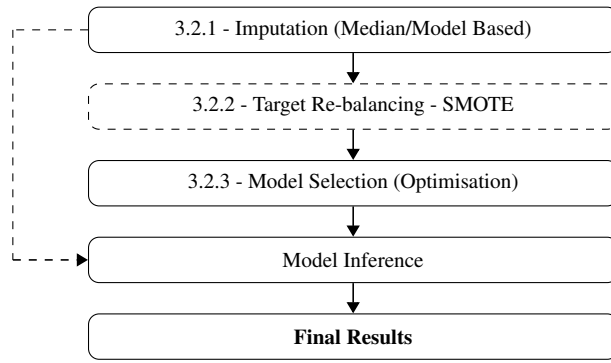 3.2.1 - Imputation (Median/Model Based)
3.2.2 - Target Re-balancing - SMOTE
3.2.3 - Model Selection (Optimisation)
Model Inference
Final Results